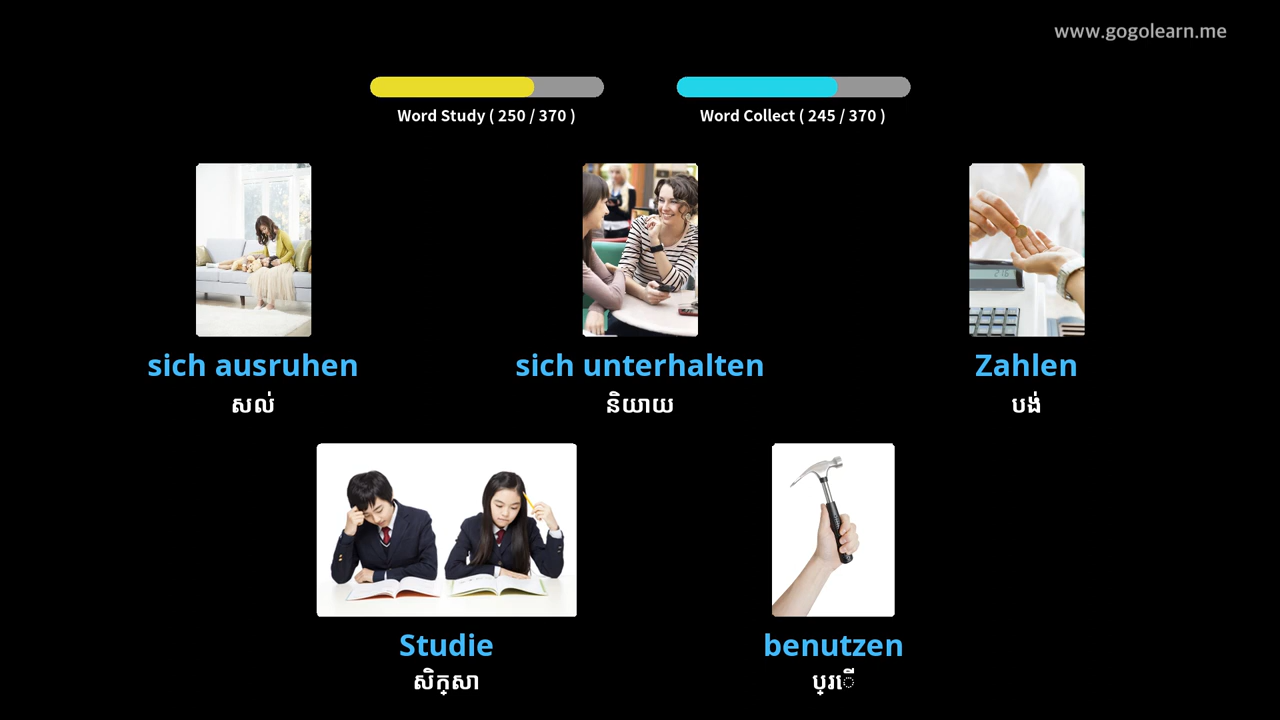 www.gogolearn.me
Word Study ( 250 / 370 )
Word Collect ( 245 / 370 )
sich ausruhen
សល់
sich unterhalten
និយាយ
Zahlen
បង់
Studie
សិក្សា
benutzen
ប្រើ